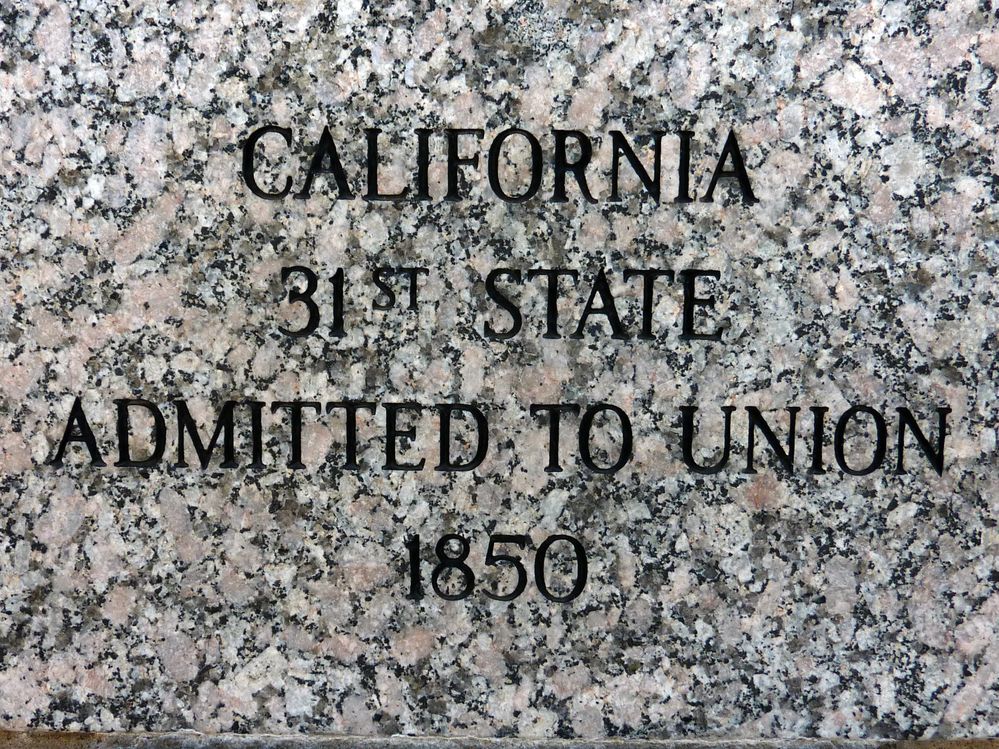 CALIFORNIA
31ST STATE
ADMITTED TO UNION
1850